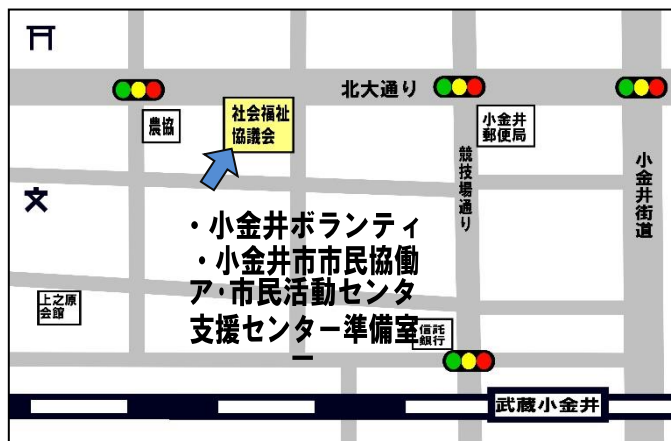 北大通り
農協
社会福祉
協議会
小金井
郵便局
競技場通り
小金井街道
文
・小金井ボランティ
・小金井市市民協働
ア・市民活動センタ
支援センター準備室
ー
上之原
会館
信託
銀行
武蔵小金井